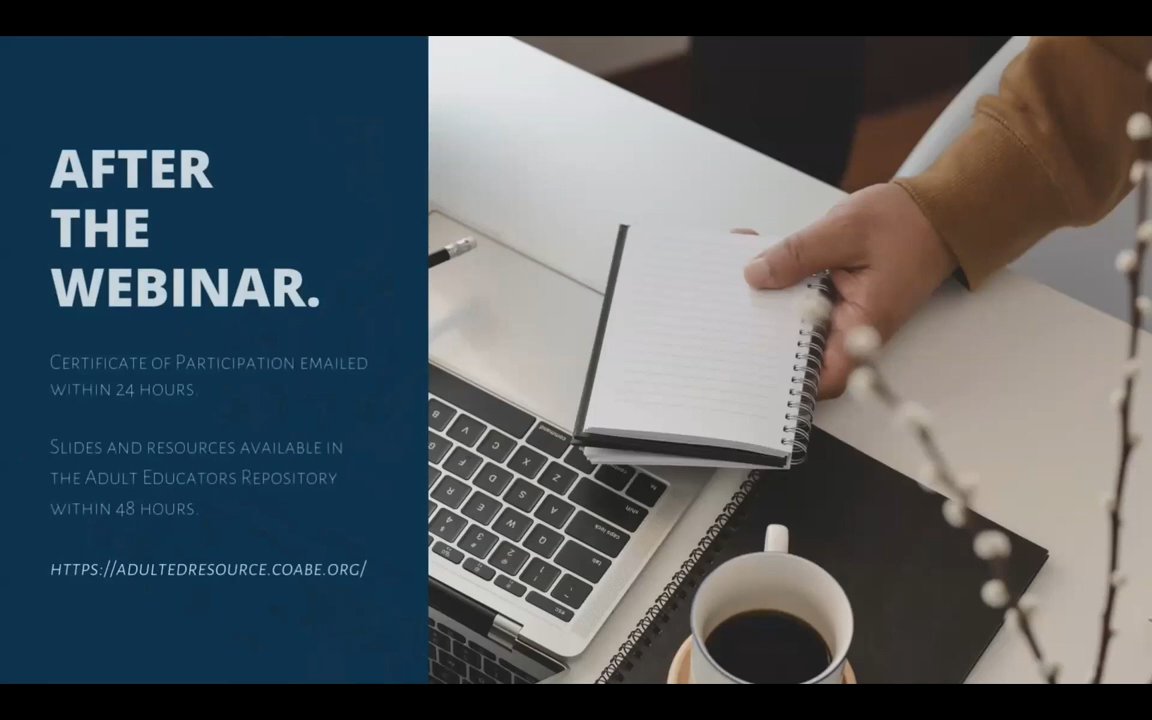 AFTER
THE
WEBINAR.
Certificate of Participation emailed
within 24 hours.
Slides and resources available in
the Adult Educators Repository
within 48 hours.
https://adultedresource.coabe.org/